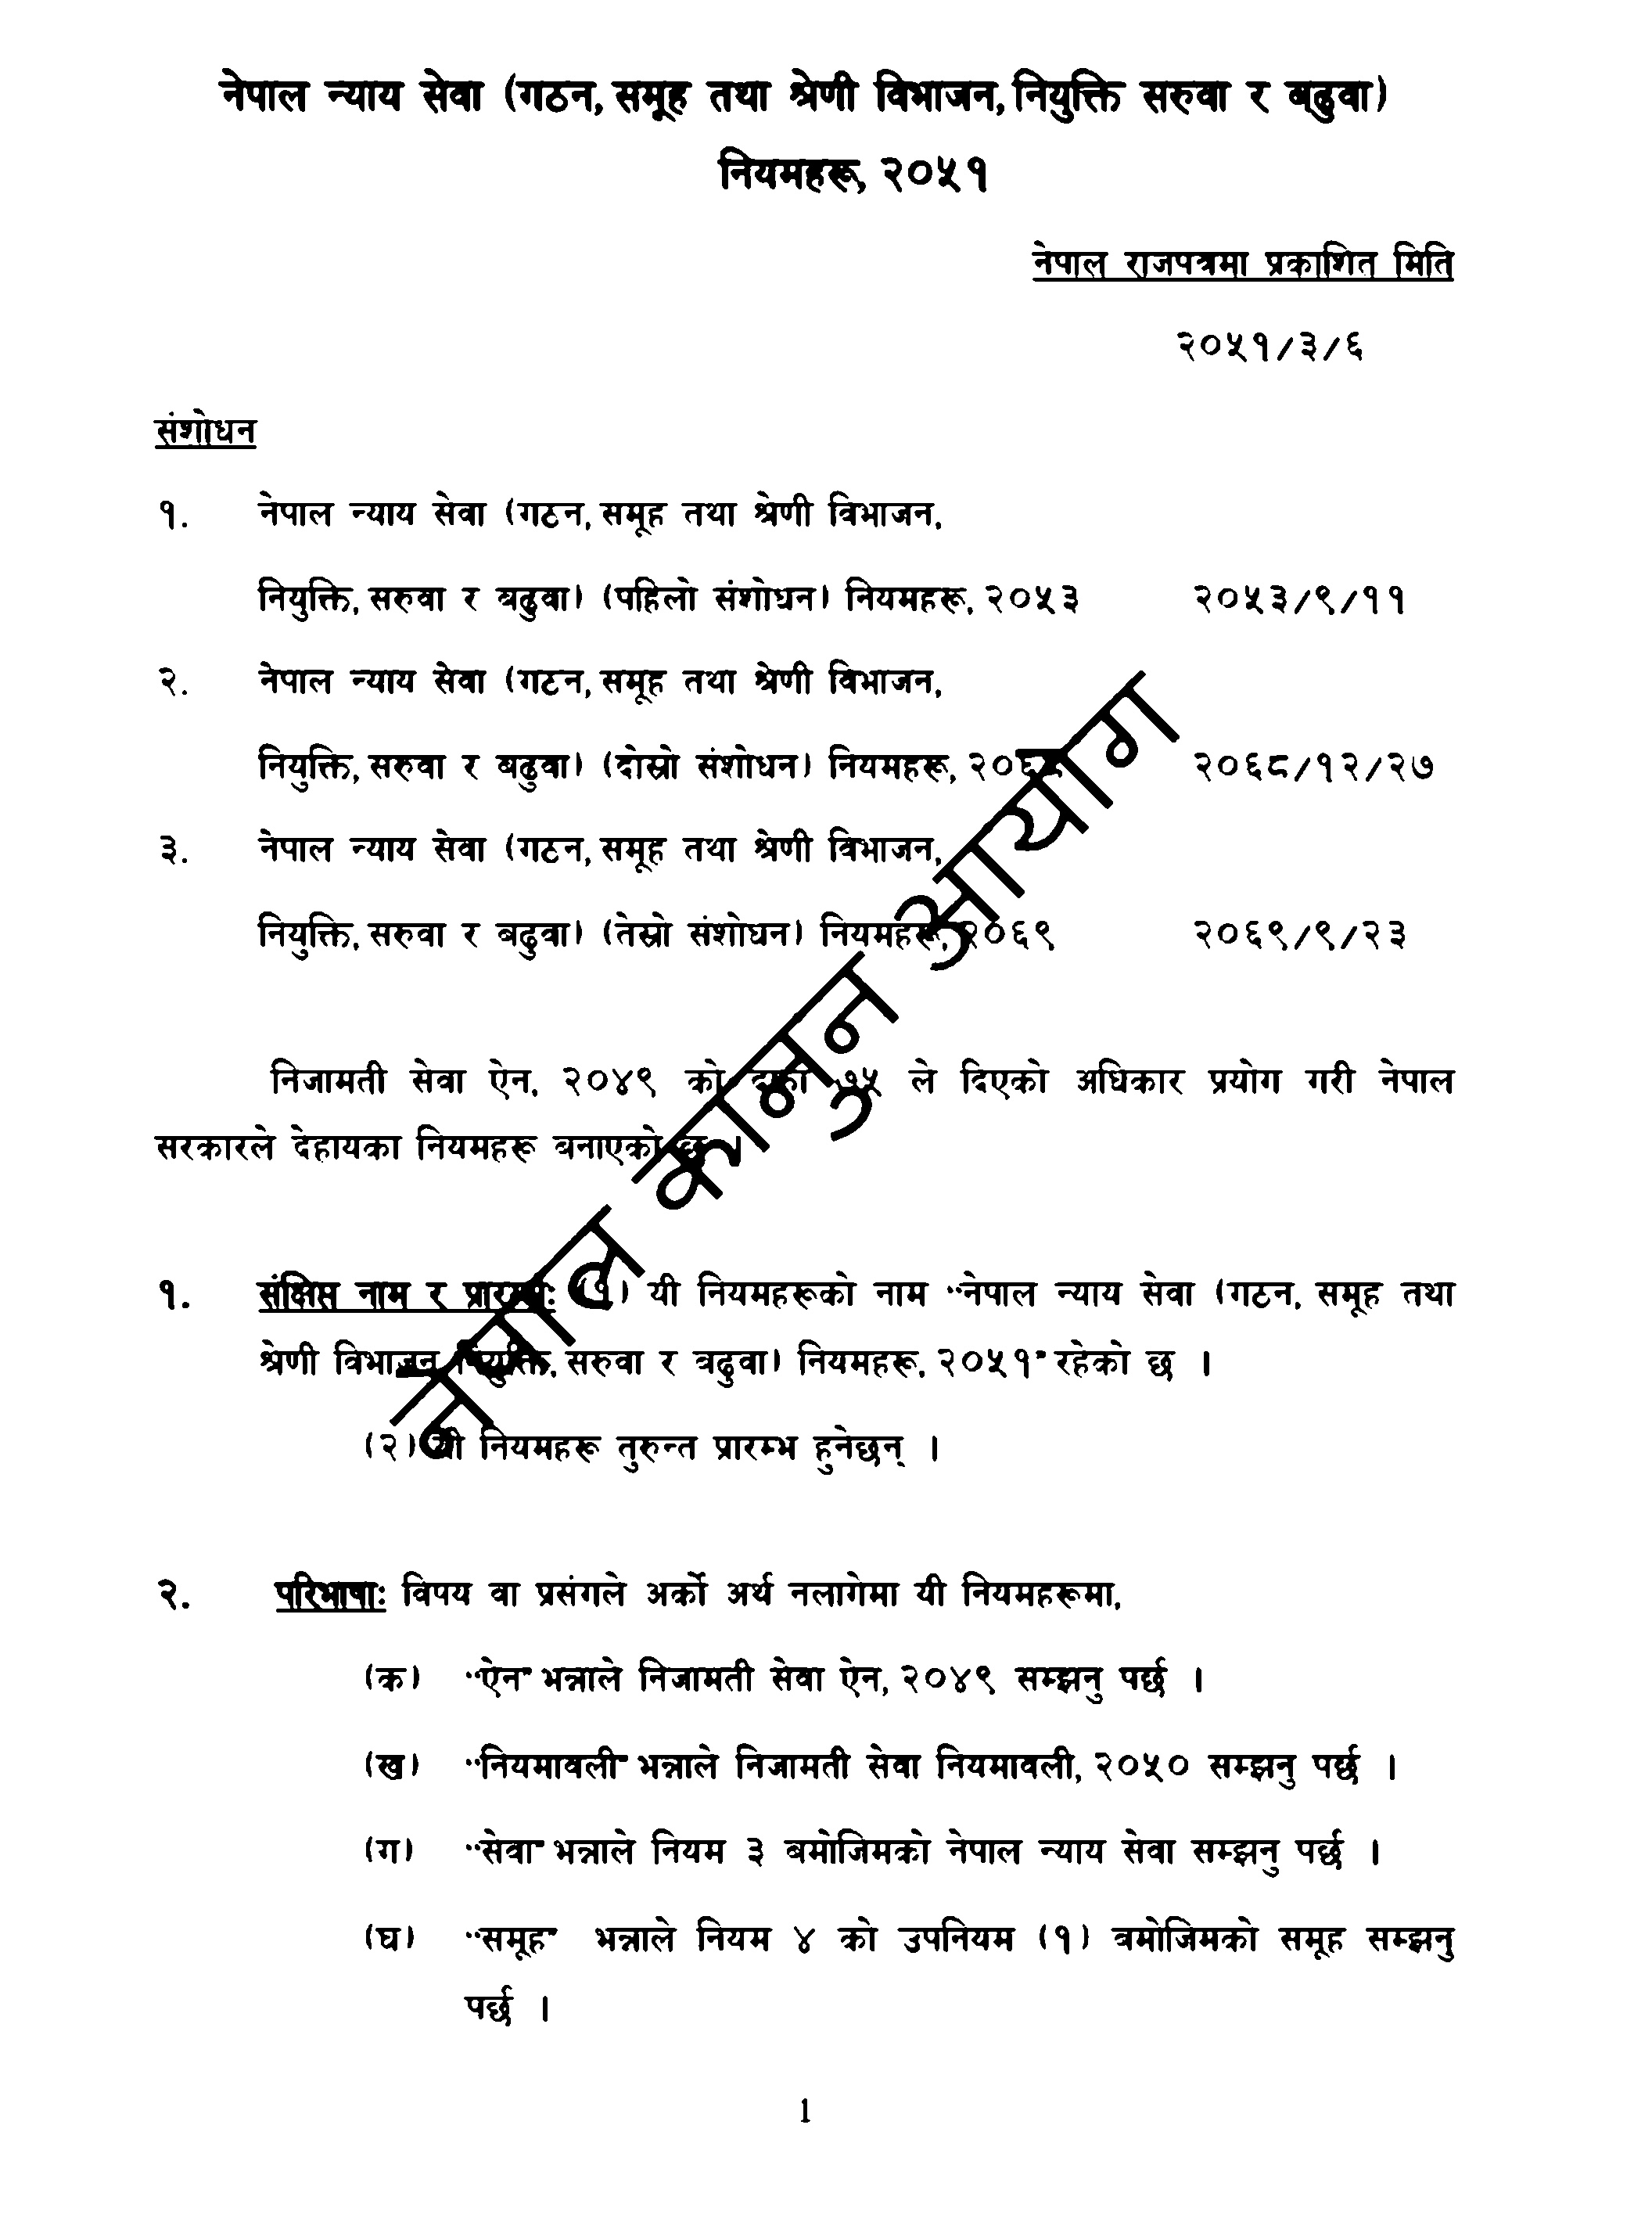 नेपाल न्याय सेवा (गठन, समूह तथा श्रेणी विभाजन, नियुक्ति सरुवा र बढुवा)
नियमहरू, २०५१
नेपाल राजपत्रमा प्रकाशित मिति
२०५१/३/६
संशोधन
१. नेपाल न्याय सेवा (गठन, समूह तथा श्रेणी विभाजन,
नियुक्ति, सरुवा र बढुवा) (पहिलो संशोधन) नियमहरू, २०५३ २०५३/९/११
२. नेपाल न्याय सेवा (गठन, समूह तथा श्रेणी विभाजन,
नियुक्ति, सरुवा र बढुवा) (दोस्रो संशोधन) नियमहरू, २०६८ २०६८/१२/२७
३. नेपाल न्याय सेवा (गठन, समूह तथा श्रेणी विभाजन,
नियुक्ति, सरुवा र बढुवा) (तेस्रो संशोधन) नियमहरू, २०६९ २०६९/९/२३
निजामती सेवा ऐन, २०४९ को दफा ७५ ले दिएको अधिकार प्रयोग गरी नेपाल
सरकारले देहायका नियमहरू बनाएको छ ।
१. संक्षिप्त नाम र प्रारम्भः (१) यी नियमहरूको नाम "नेपाल न्याय सेवा (गठन, समूह तथा
श्रेणी विभाजन, नियुक्ति, सरुवा र बढुवा) नियमहरू, २०५१" रहेको छ ।
(२) यी नियमहरू तुरुन्त प्रारम्भ हुनेछन् ।
२. परिभाषाः विषय वा प्रसंगले अर्को अर्थ नलागेमा यी नियमहरूमा,
(क) "ऐन" भन्नाले निजामती सेवा ऐन, २०४९ सम्झनु पर्छ ।
(ख) "नियमावली" भन्नाले निजामती सेवा नियमावली, २०५० सम्झनु पर्छ ।
(ग) "सेवा" भन्नाले नियम ३ बमोजिमको नेपाल न्याय सेवा सम्झनु पर्छ ।
(घ) "समूह" भन्नाले नियम ४ को उपनियम (१) बमोजिमको समूह सम्झनु
पर्छ ।
नेपाल कानुन आयोग
1